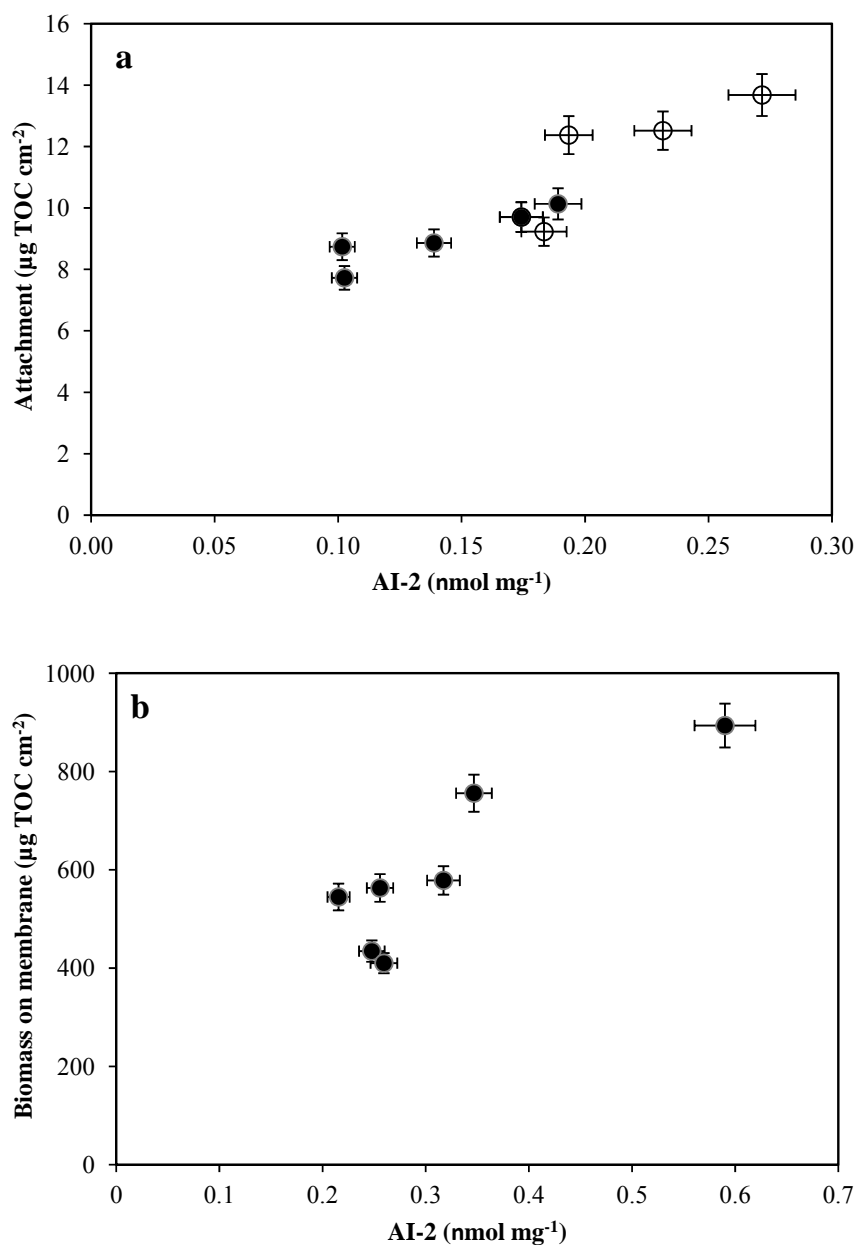 a
16
14
12
10
8
6
4
2
0
Attachment (µg TOC cm-2)
0.00 0.05 0.10 0.15 0.20 0.25 0.30
AI-2 (nmol mg-1)
b
1000
800
600
400
200
0
Biomass on membrane (µg TOC cm-2)
0 0.2 0.3 0.4 0.5 0.6 0.7
AI-2 (nmol mg-1)